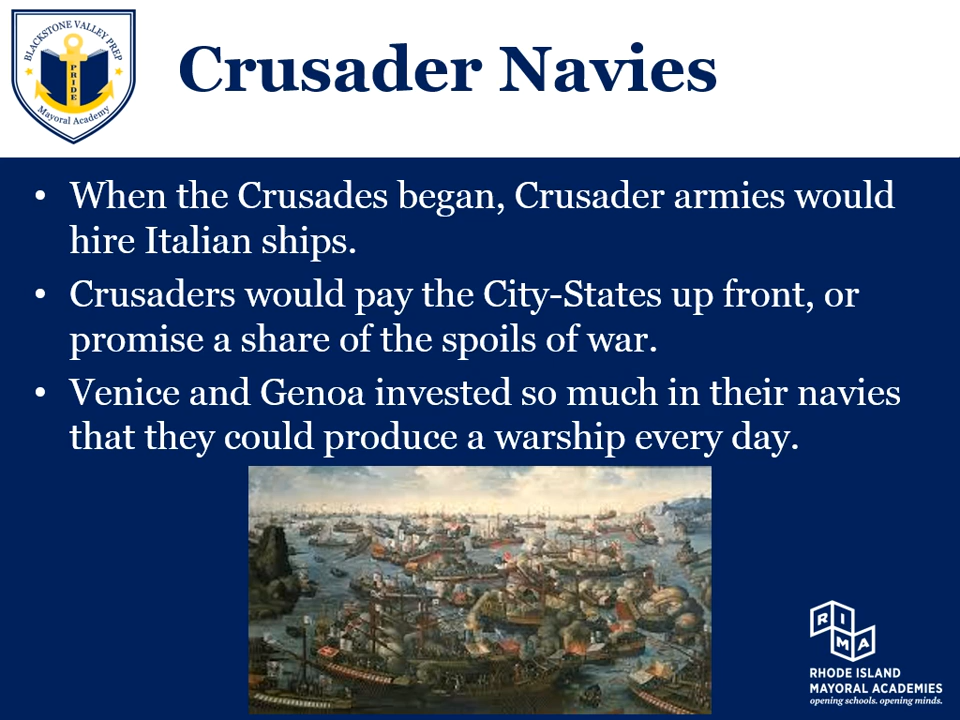 BLACKSTONE VALLEY PREP
PRIDE
Mayoral Academy
Crusader Navies
• When the Crusades began, Crusader armies would
hire Italian ships.
• Crusaders would pay the City-States up front, or
promise a share of the spoils of war.
• Venice and Genoa invested so much in their navies
that they could produce a warship every day.
RIMA
RHODE ISLAND
MAYORAL ACADEMIES
opening schools. opening minds.